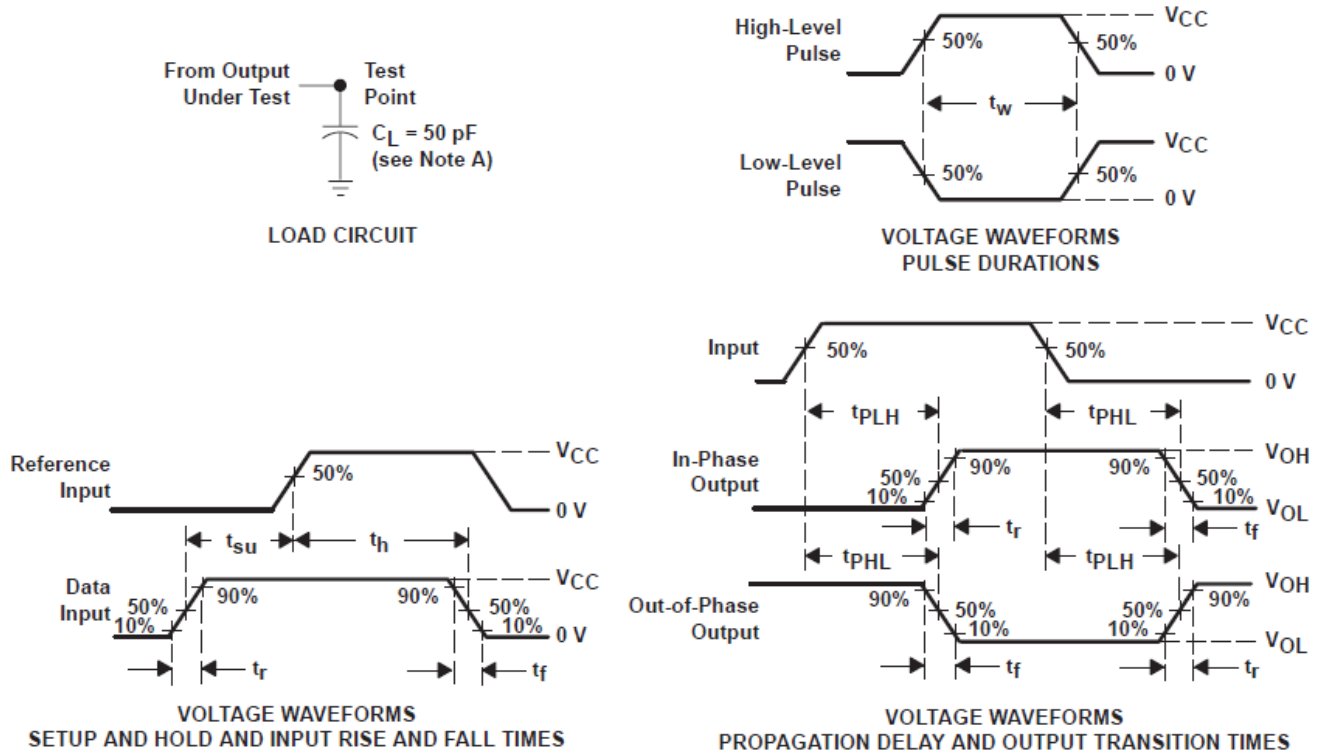 From Output
Under Test
Test
Point
CL = 50 pF
(see Note A)
LOAD CIRCUIT
High-Level
Pulse
50%
50%
VCC
0 V
tw
Low-Level
Pulse
50%
50%
VCC
0 V
VOLTAGE WAVEFORMS
PULSE DURATIONS
Reference
Input
50%
VCC
0 V
tsu
th
Data
Input
50%
10%
90%
90%
50%
10%
VCC
0 V
tr
tf
VOLTAGE WAVEFORMS
SETUP AND HOLD AND INPUT RISE AND FALL TIMES
Input
50%
50%
VCC
0 V
tPLH
tPHL
In-Phase
Output
50%
10%
90%
90%
50%
10%
VOH
VOL
tr
tf
tPHL
tPLH
Out-of-Phase
Output
90%
50%
10%
50%
10%
90%
VOH
VOL
tf
tr
VOLTAGE WAVEFORMS
PROPAGATION DELAY AND OUTPUT TRANSITION TIMES